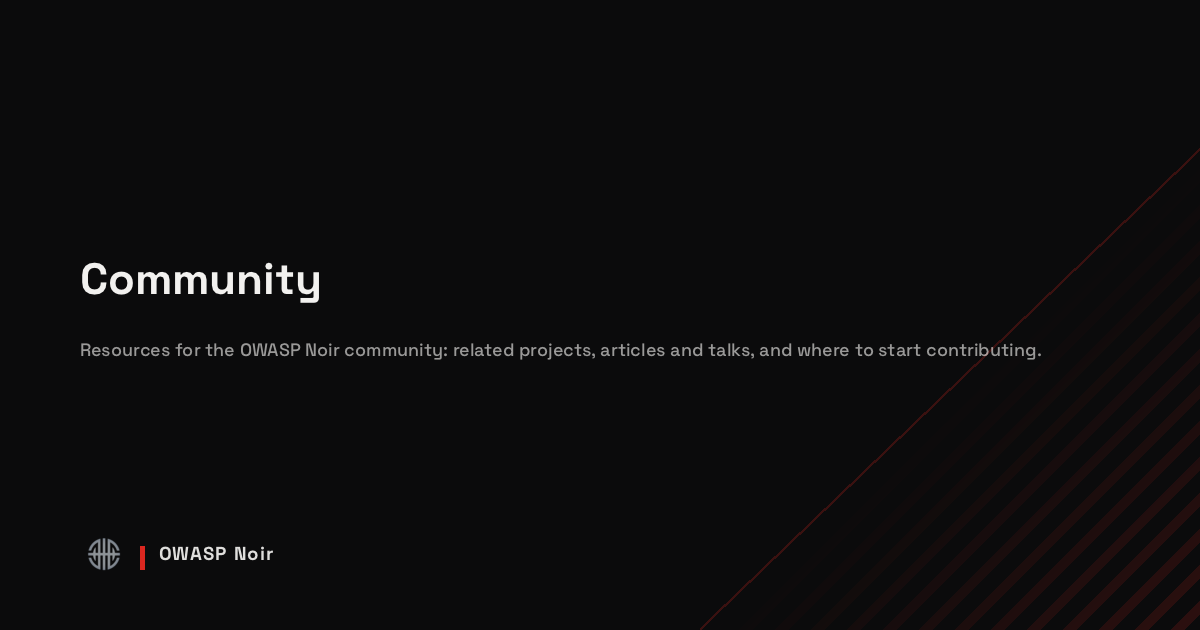 Community
Resources for the OWASP Noir community: related projects, articles and talks, and where to start contributing.
OWASP Noir